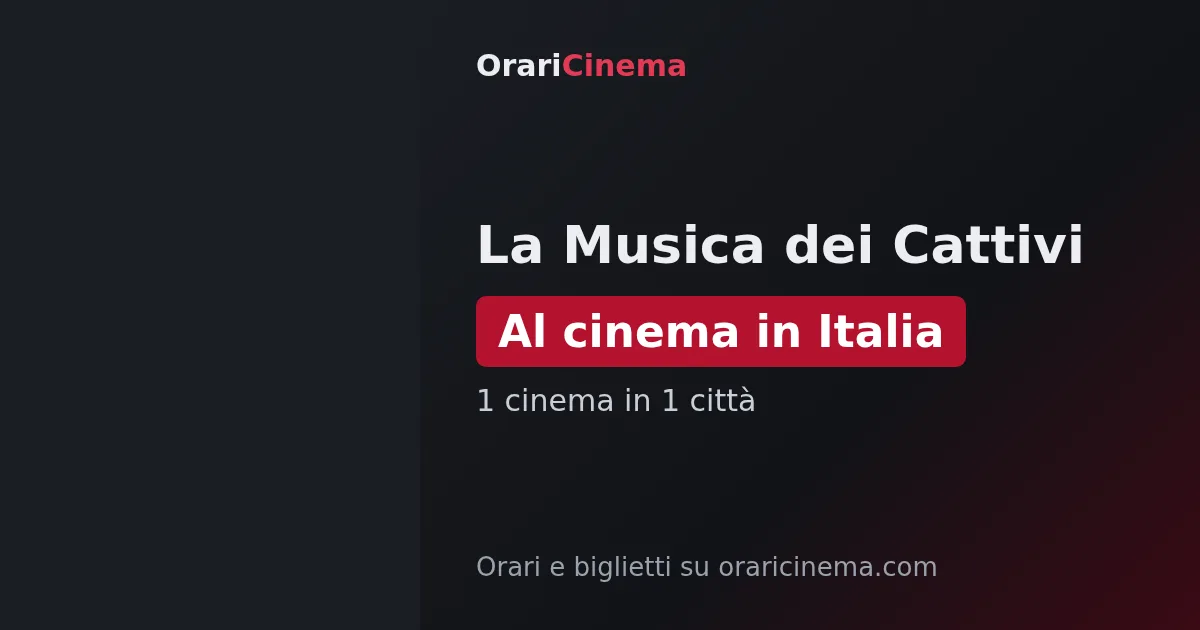 OrariCinema
La Musica dei Cattivi
Al cinema in Italia
1 cinema in 1 città
Orari e biglietti su oraricinema.com